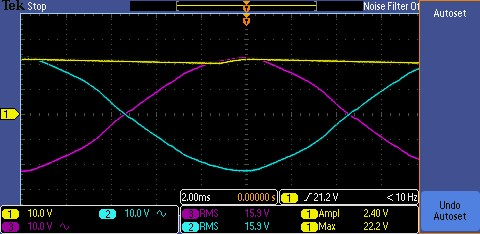 Tek Stop
Noise Filter Of
Autoset
1
2.00ms
0.00000 s
1
21.2 V
< 10 Hz
1 10.0 V
2 10.0 V
3 RMS 15.9 V
1 Ampl 2.40 V
3 10.0 V
2 RMS 15.9 V
1 Max 22.2 V
Undo
Autoset